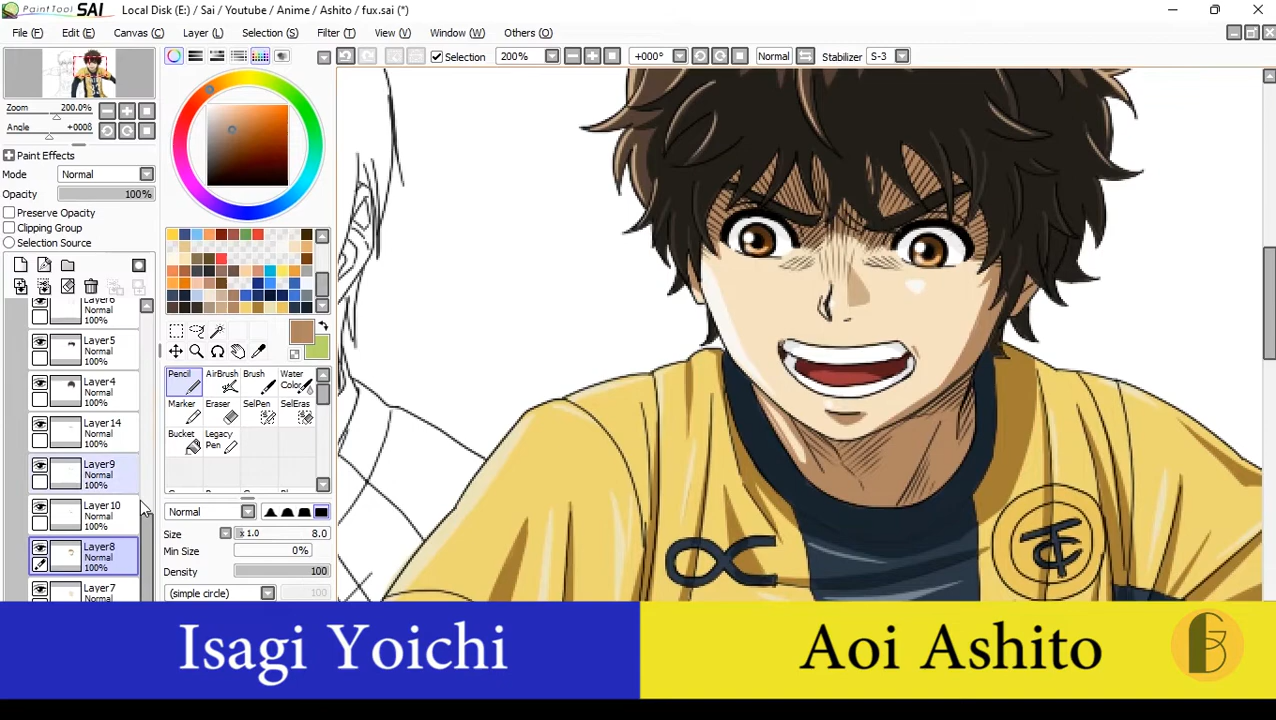 PaintTool SAI Local Disk (E:) / Sai / Youtube / Anime / Ashito / fux.sai (*)
File (F) Edit (E) Canvas (C) Layer (L) Selection (S) Filter (T) View (V) Window (W) Others (O)
Selection 200% +000° Normal Stabilizer S-3
Zoom 200.0%
Angle +000θ
Paint Effects
Mode Normal
Opacity 100%
Preserve Opacity
Clipping Group
Selection Source
Layer6
Normal
100%
Layer5
Normal
100%
Layer4
Normal
100%
Layer14
Normal
100%
Layer9
Normal
100%
Layer10
Normal
100%
Layer8
Normal
100%
Layer7
Pencil AirBrush Brush Water Color
Marker Eraser SelPen SelEras
Bucket Legacy Pen
Normal
Size x 1.0 8.0
Min Size 0%
Density 100
(simple circle)
Isagi Yoichi
Aoi Ashito